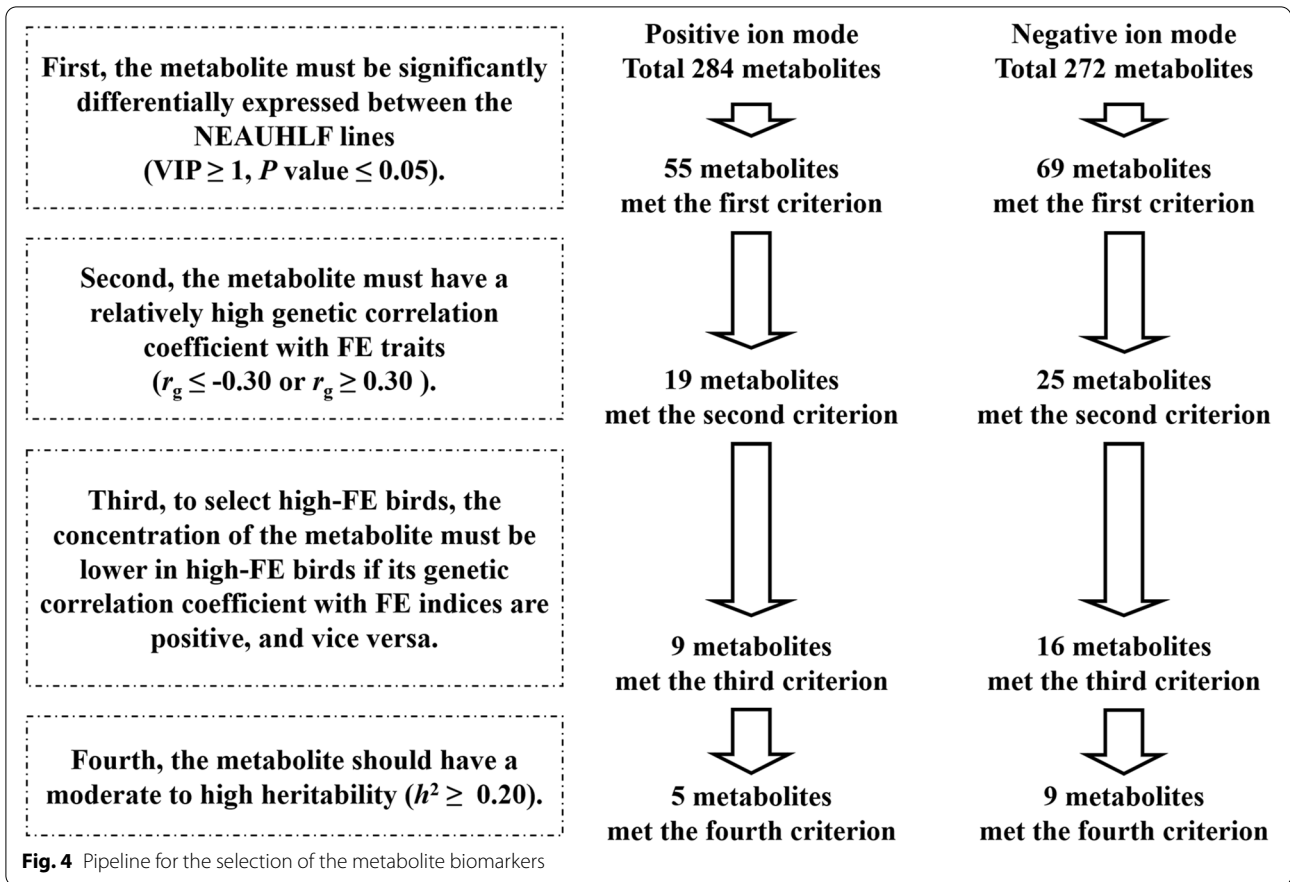 First, the metabolite must be significantly
differentially expressed between the
NEAUHLF lines
(VIP ≥ 1, P value ≤ 0.05).
Second, the metabolite must have a
relatively high genetic correlation
coefficient with FE traits
(rg ≤ -0.30 or rg ≥ 0.30 ).
Third, to select high-FE birds, the
concentration of the metabolite must be
lower in high-FE birds if its genetic
correlation coefficient with FE indices are
positive, and vice versa.
Fourth, the metabolite should have a
moderate to high heritability (h² ≥ 0.20).
Positive ion mode
Total 284 metabolites
55 metabolites
met the first criterion
19 metabolites
met the second criterion
9 metabolites
met the third criterion
5 metabolites
met the fourth criterion
Negative ion mode
Total 272 metabolites
69 metabolites
met the first criterion
25 metabolites
met the second criterion
16 metabolites
met the third criterion
9 metabolites
met the fourth criterion
Fig. 4 Pipeline for the selection of the metabolite biomarkers